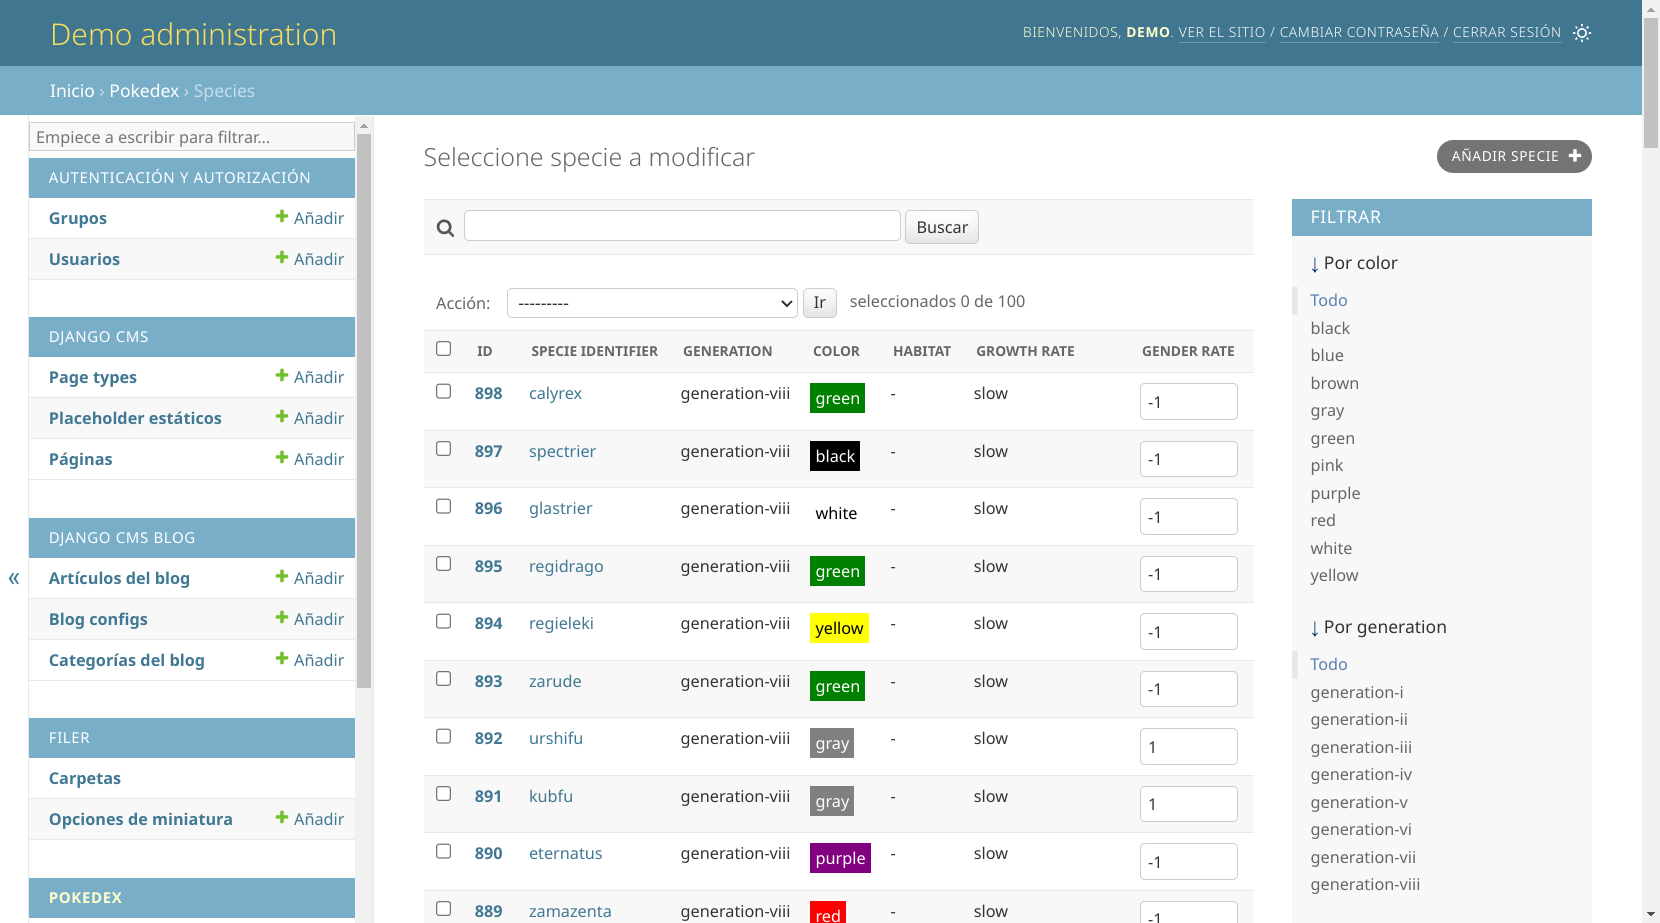 Demo administration
BIENVENIDOS, DEMO. VER EL SITIO / CAMBIAR CONTRASEÑA / CERRAR SESIÓN
Inicio › Pokedex › Species
Empiece a escribir para filtrar...
AUTENTICACIÓN Y AUTORIZACIÓN
Grupos Añadir
Usuarios Añadir
DJANGO CMS
Page types Añadir
Placeholder estáticos Añadir
Páginas Añadir
DJANGO CMS BLOG
Artículos del blog Añadir
Blog configs Añadir
Categorías del blog Añadir
FILER
Carpetas
Opciones de miniatura Añadir
POKEDEX
«
Seleccione specie a modificar
AÑADIR SPECIE
Buscar
Acción: --------- Ir seleccionados 0 de 100
ID SPECIE IDENTIFIER GENERATION COLOR HABITAT GROWTH RATE GENDER RATE
898 calyrex generation-viii green - slow -1
897 spectrier generation-viii black - slow -1
896 glastrier generation-viii white - slow -1
895 regidrago generation-viii green - slow -1
894 regieleki generation-viii yellow - slow -1
893 zarude generation-viii green - slow -1
892 urshifu generation-viii gray - slow 1
891 kubfu generation-viii gray - slow 1
890 eternatus generation-viii purple - slow -1
889 zamazenta generation-viii red - slow -1
FILTRAR
↓ Por color
Todo
black
blue
brown
gray
green
pink
purple
red
white
yellow
↓ Por generation
Todo
generation-i
generation-ii
generation-iii
generation-iv
generation-v
generation-vi
generation-vii
generation-viii